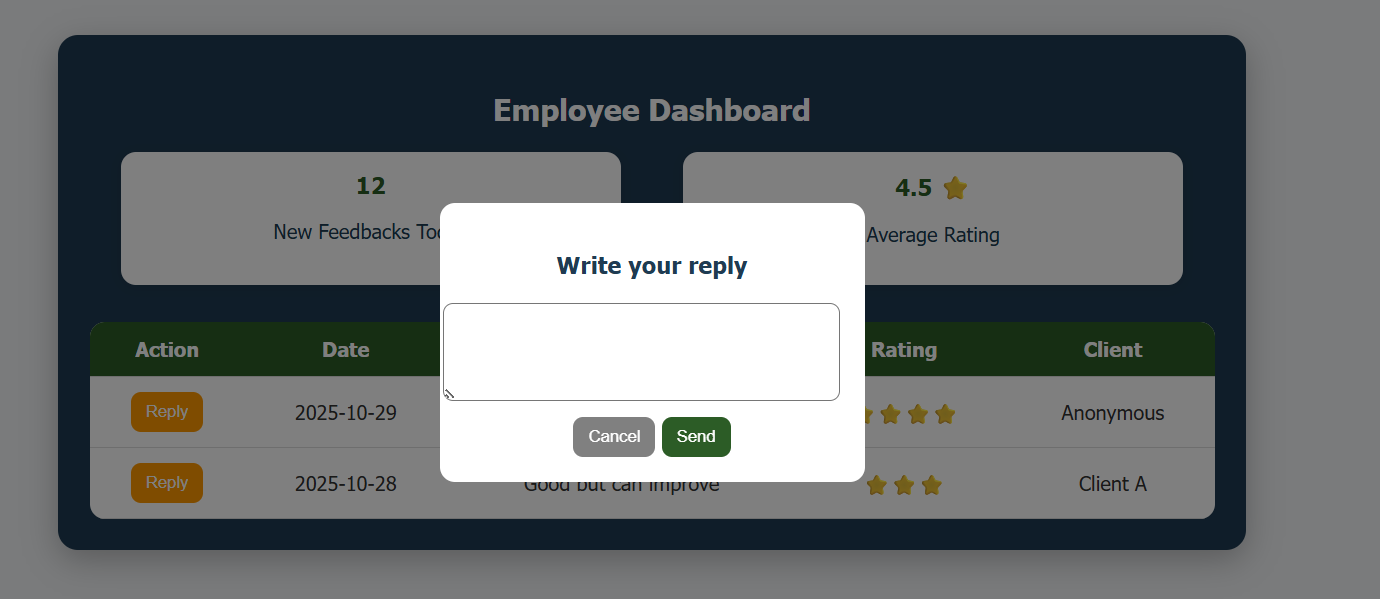 Employee Dashboard
12
New Feedbacks
4.5
Average Rating
Write your reply
Cancel Send
Action Date Rating Client
Reply 2025-10-29 Anonymous
Reply 2025-10-28 Good but can improve Client A